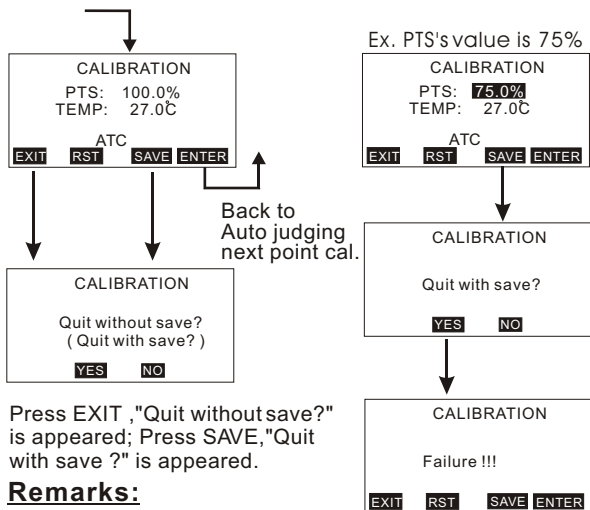 CALIBRATION
PTS: 100.0%
TEMP: 27.0°C
ATC
EXIT RST SAVE ENTER
Back to
Auto judging
next point cal.
CALIBRATION
Quit without save?
( Quit with save? )
YES NO
Press EXIT ,"Quit without save?"
is appeared; Press SAVE,"Quit
with save ?" is appeared.
Remarks:
Ex. PTS's value is 75%
CALIBRATION
PTS: 75.0%
TEMP: 27.0°C
ATC
EXIT RST SAVE ENTER
CALIBRATION
Quit with save?
YES NO
CALIBRATION
Failure !!!
EXIT RST SAVE ENTER